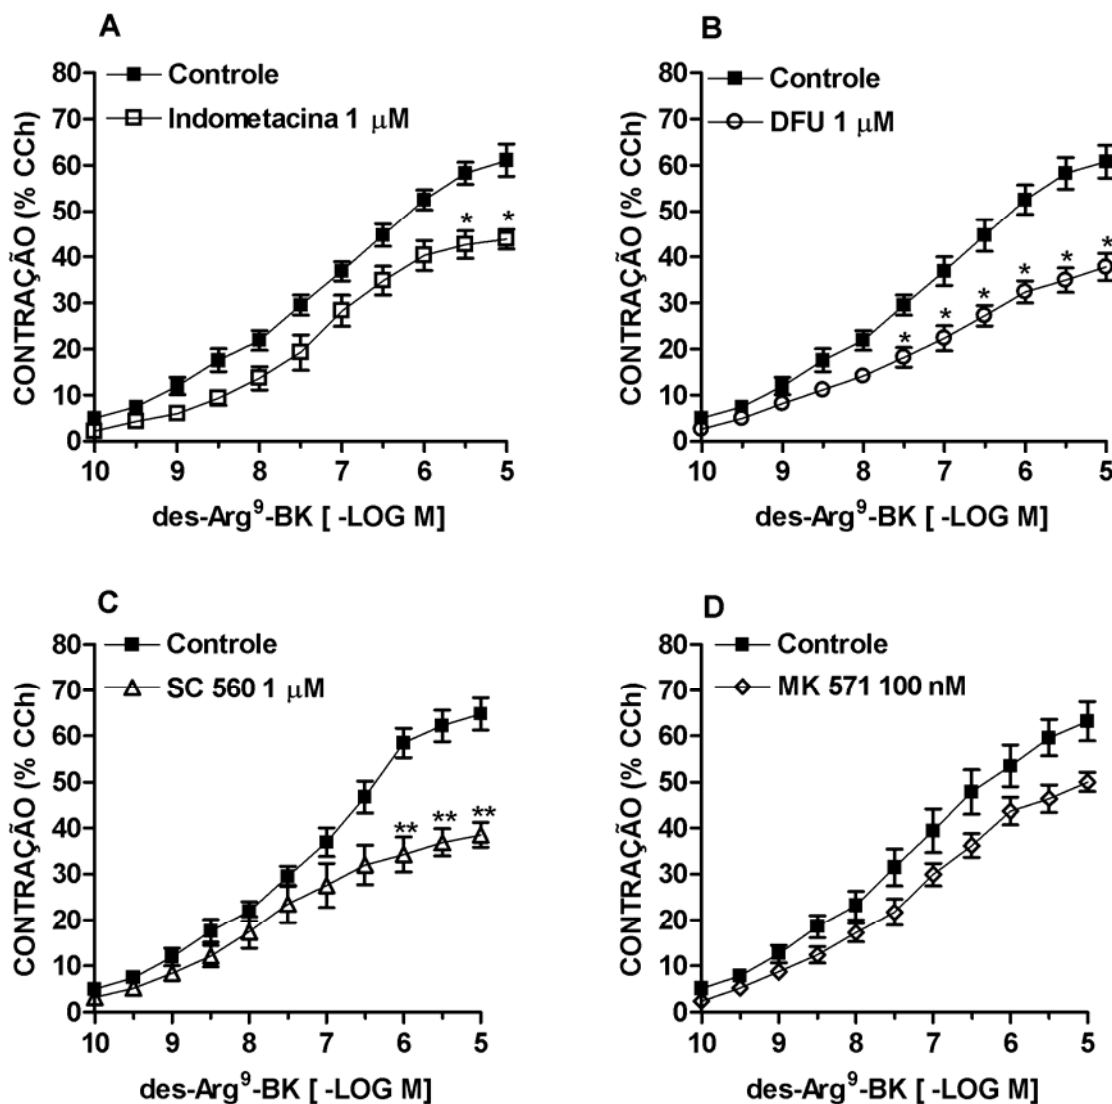 A
Controle
Indometacina 1 μM
CONTRAÇÃO (% CCh)
80
70
60
50
40
30
20
10
0
* *
10 9 8 7 6 5
des-Arg⁹-BK [ -LOG M]
B
Controle
DFU 1 μM
CONTRAÇÃO (% CCh)
80
70
60
50
40
30
20
10
0
* * * * * *
10 9 8 7 6 5
des-Arg⁹-BK [ -LOG M]
C
Controle
SC 560 1 μM
CONTRAÇÃO (% CCh)
80
70
60
50
40
30
20
10
0
** ** **
10 9 8 7 6 5
des-Arg⁹-BK [ -LOG M]
D
Controle
MK 571 100 nM
CONTRAÇÃO (% CCh)
80
70
60
50
40
30
20
10
0
10 9 8 7 6 5
des-Arg⁹-BK [ -LOG M]